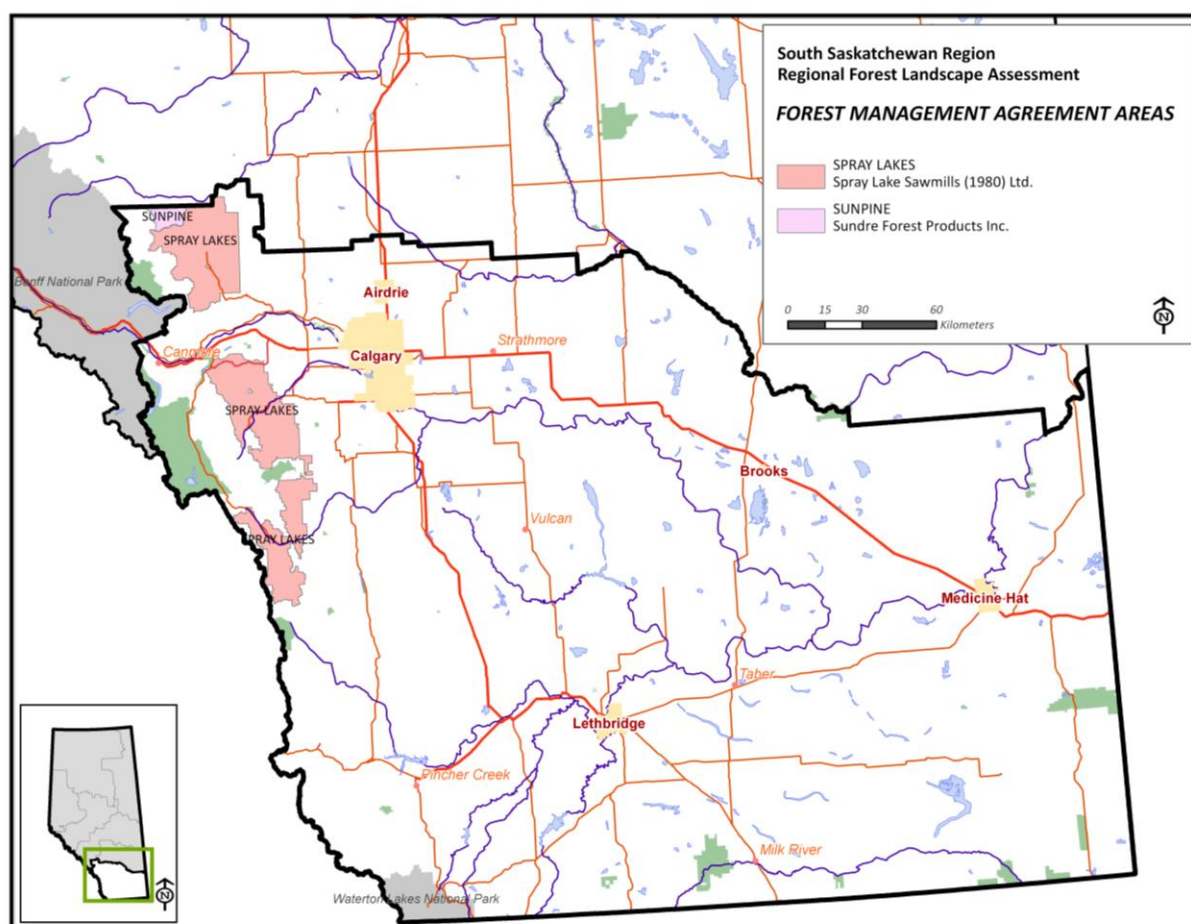 South Saskatchewan Region
Regional Forest Landscape Assessment
FOREST MANAGEMENT AGREEMENT AREAS
SPRAY LAKES
Spray Lake Sawmills (1980) Ltd.
SUNPINE
Sundre Forest Products Inc.
0 15 30 60
Kilometers
N
SUNPINE
SPRAY LAKES
Banff National Park
Airdrie
Strathmore
Canmore
Calgary
SPRAY LAKES
Brooks
Vulcan
SPRAY LAKES
Medicine Hat
Taber
Lethbridge
Pincher Creek
Milk River
Waterton Lakes National Park
N